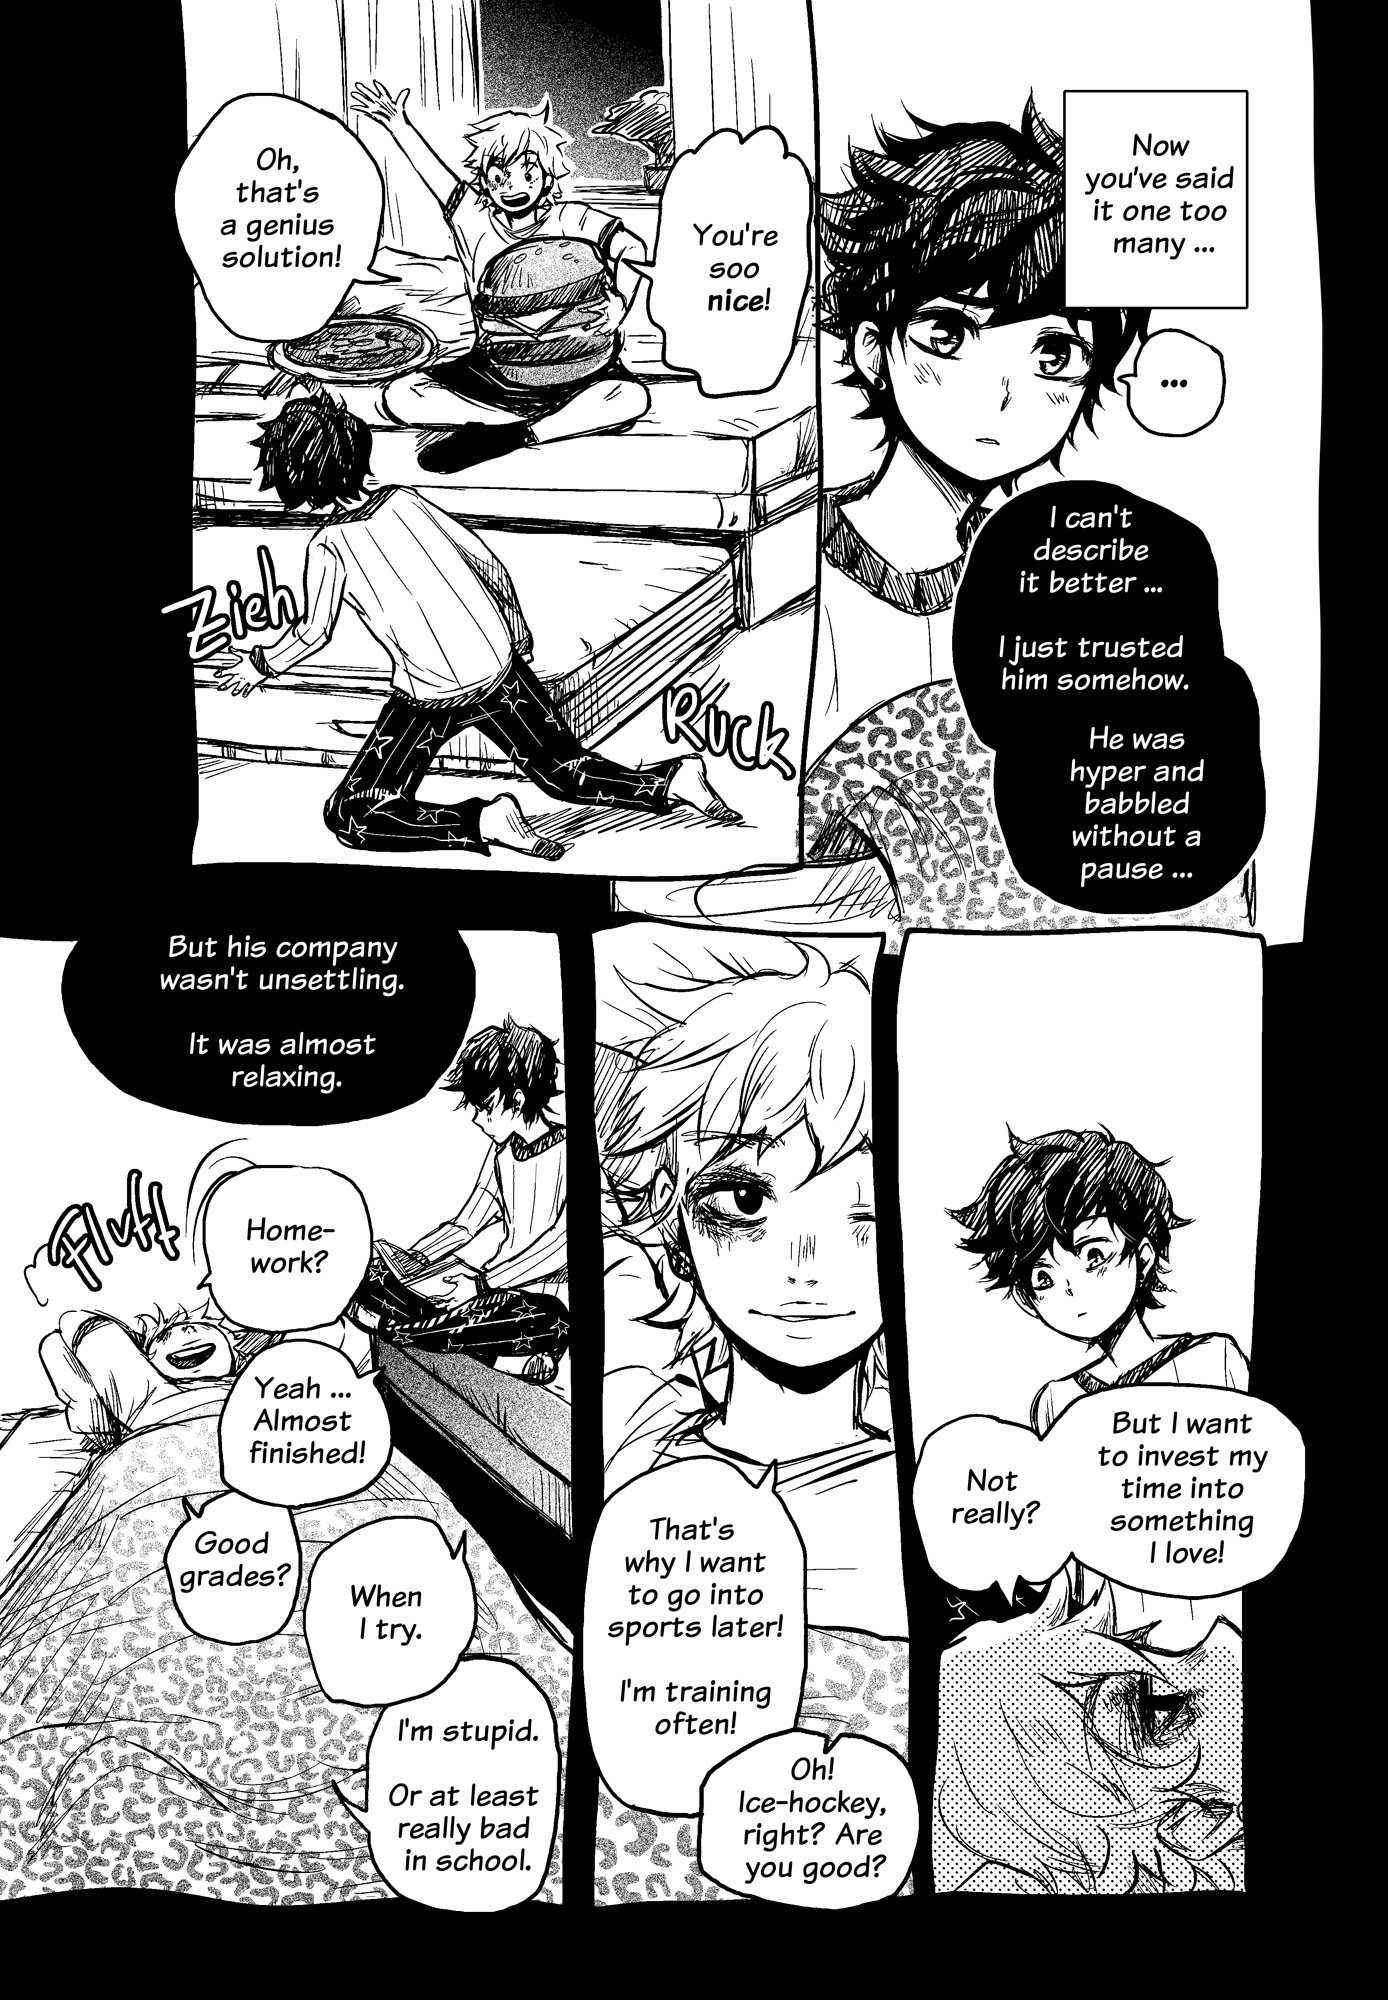 Oh,
that's
a genius
solution!
You're
soo
nice!
Zieh
Ruck
Now
you've said
it one too
many ...
...
I can't
describe
it better ...
I just trusted
him somehow.
He was
hyper and
babbled
without a
pause ...
But his company
wasn't unsettling.
It was almost
relaxing.
Fluff
Home-
work?
Yeah ...
Almost
finished!
Good
grades?
When
I try.
I'm stupid.
Or at least
really bad
in school.
That's
why I want
to go into
sports later!
I'm training
often!
Oh!
Ice-hockey,
right? Are
you good?
Not
really?
But I want
to invest my
time into
something
I love!